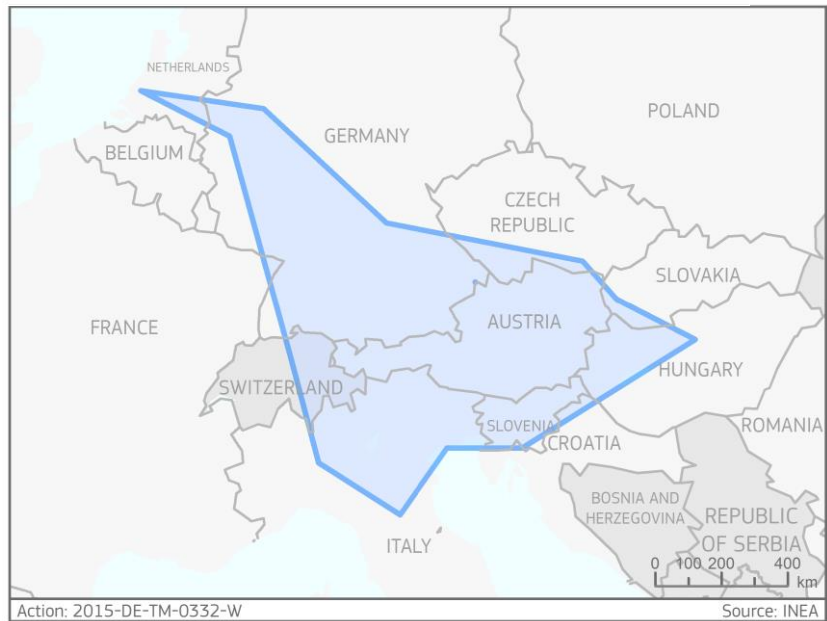 NETHERLANDS
POLAND
GERMANY
BELGIUM
CZECH
REPUBLIC
SLOVAKIA
FRANCE
AUSTRIA
HUNGARY
SWITZERLAND
SLOVENIA
ROMANIA
CROATIA
BOSNIA AND
HERZEGOVINA
REPUBLIC
OF SERBIA
ITALY
0 100 200 400
km
Action: 2015-DE-TM-0332-W
Source: INEA